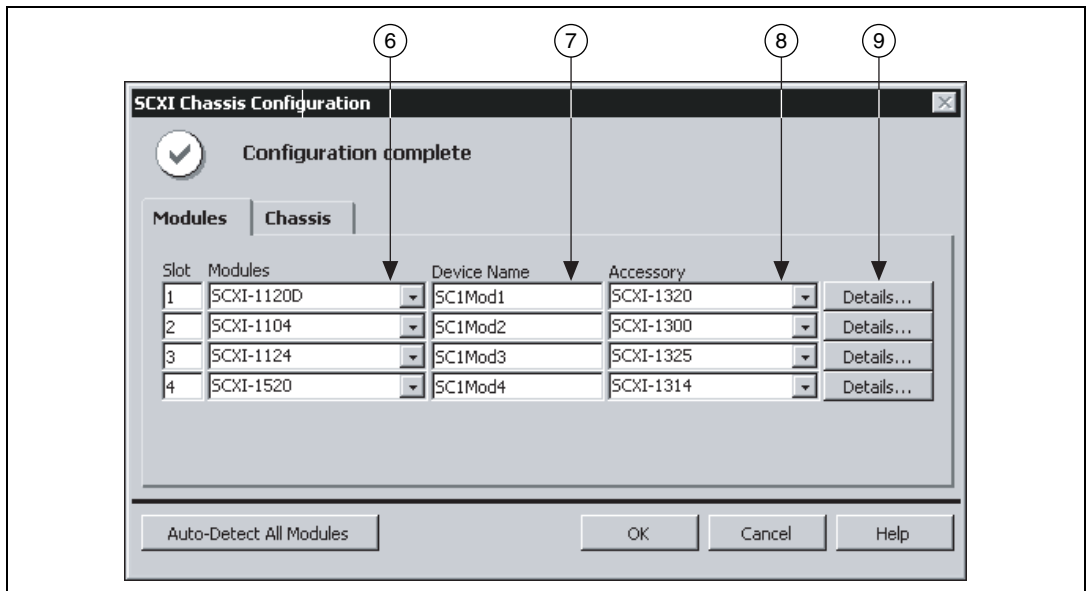 6 7 8 9
SCXI Chassis Configuration
Configuration complete
Modules Chassis
Slot Modules Device Name Accessory
1 SCXI-1120D SC1Mod1 SCXI-1320 Details...
2 SCXI-1104 SC1Mod2 SCXI-1300 Details...
3 SCXI-1124 SC1Mod3 SCXI-1325 Details...
4 SCXI-1520 SC1Mod4 SCXI-1314 Details...
Auto-Detect All Modules OK Cancel Help